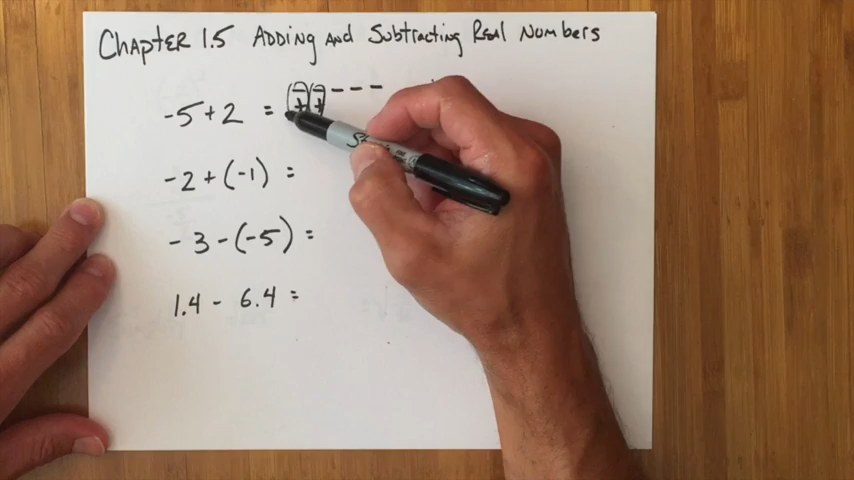 Chapter 1.5 Adding and Subtracting Real Numbers
-5+2 = (-+)(-+) - - -
-2+(-1) =
-3-(-5) =
1.4 - 6.4 =